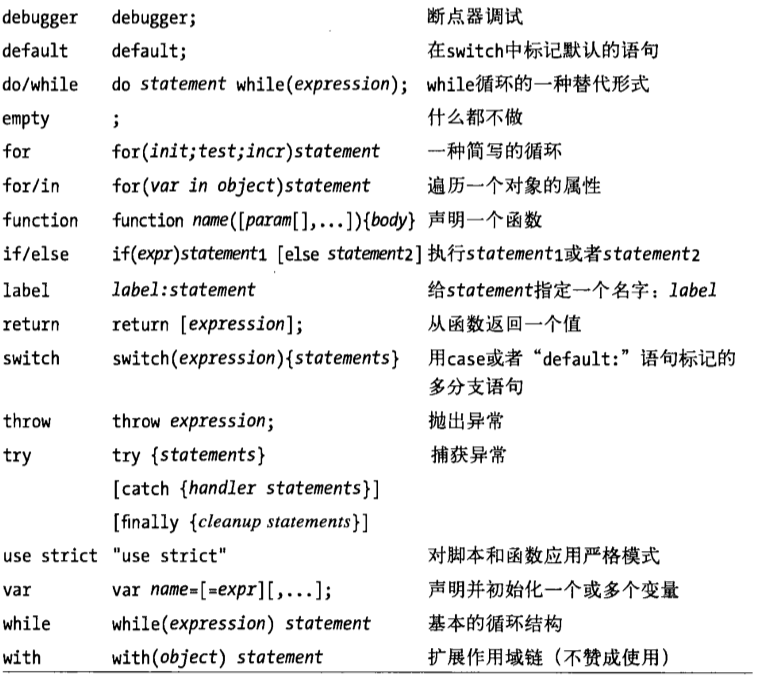 debugger debugger; 断点器调试
default default; 在switch中标记默认的语句
do/while do statement while(expression); while循环的一种替代形式
empty ; 什么都不做
for for(init;test;incr)statement 一种简写的循环
for/in for(var in object)statement 遍历一个对象的属性
function function name([param[],...]){body} 声明一个函数
if/else if(expr)statement1 [else statement2] 执行statement1或者statement2
label label:statement 给statement指定一个名字：label
return return [expression]; 从函数返回一个值
switch switch(expression){statements} 用case或者“default:”语句标记的
多分支语句
throw throw expression; 抛出异常
try try {statements} 捕获异常
[catch {handler statements}]
[finally {cleanup statements}]
use strict "use strict" 对脚本和函数应用严格模式
var var name=[=expr][,...]; 声明并初始化一个或多个变量
while while(expression) statement 基本的循环结构
with with(object) statement 扩展作用域链（不赞成使用）